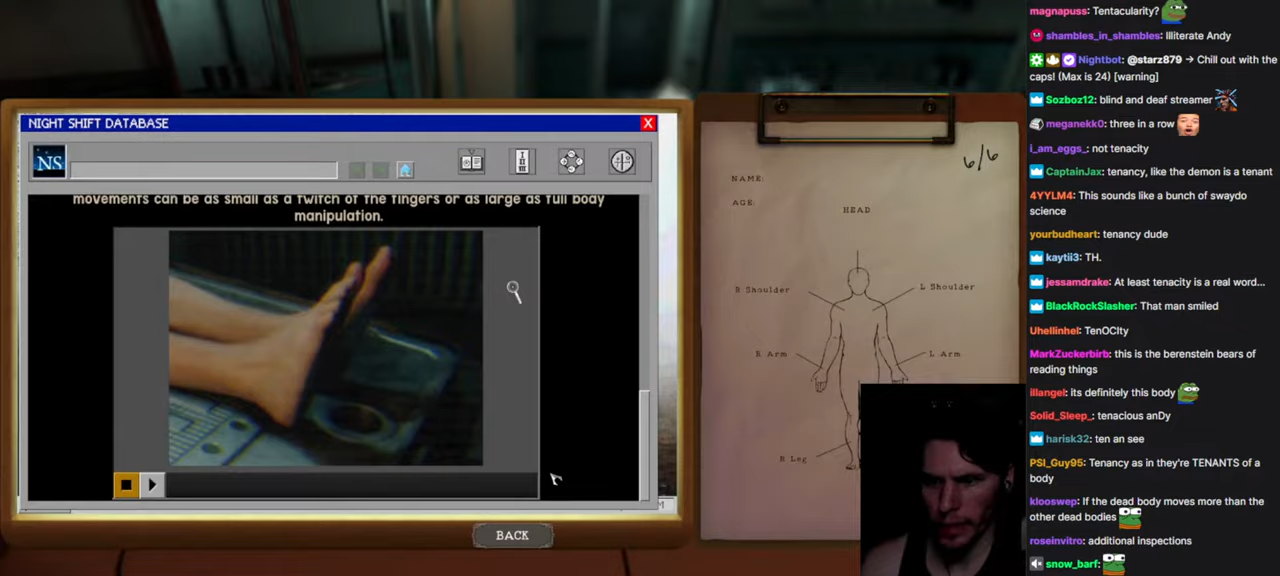 NIGHT SHIFT DATABASE
X
NS
movements can be as small as a twitch of the fingers or as large as full body
manipulation.
BACK
6/6
NAME:
AGE:
HEAD
R Shoulder
L Shoulder
R Arm
L Arm
R Leg
magnapuss: Tentacularity?
shambles_in_shambles: Illiterate Andy
Nightbot: @starz879 → Chill out with the
caps! (Max is 24) [warning]
Sozboz12: blind and deaf streamer
meganekk0: three in a row
i_am_eggs_: not tenacity
CaptainJax: tenancy, like the demon is a tenant
4YYLM4: This sounds like a bunch of swaydo
science
yourbudheart: tenancy dude
kaytii3: TH.
jessamdrake: At least tenacity is a real word...
BlackRockSlasher: That man smiled
Uhellinhel: TenOCIty
MarkZuckerbirb: this is the berenstein bears of
reading things
illangel: its definitely this body
Solid_Sleep_: tenacious anDy
harisk32: ten an see
PSI_Guy95: Tenancy as in they're TENANTS of a
body
klooswep: If the dead body moves more than the
other dead bodies
roseinvitro: additional inspections
snow_barf: